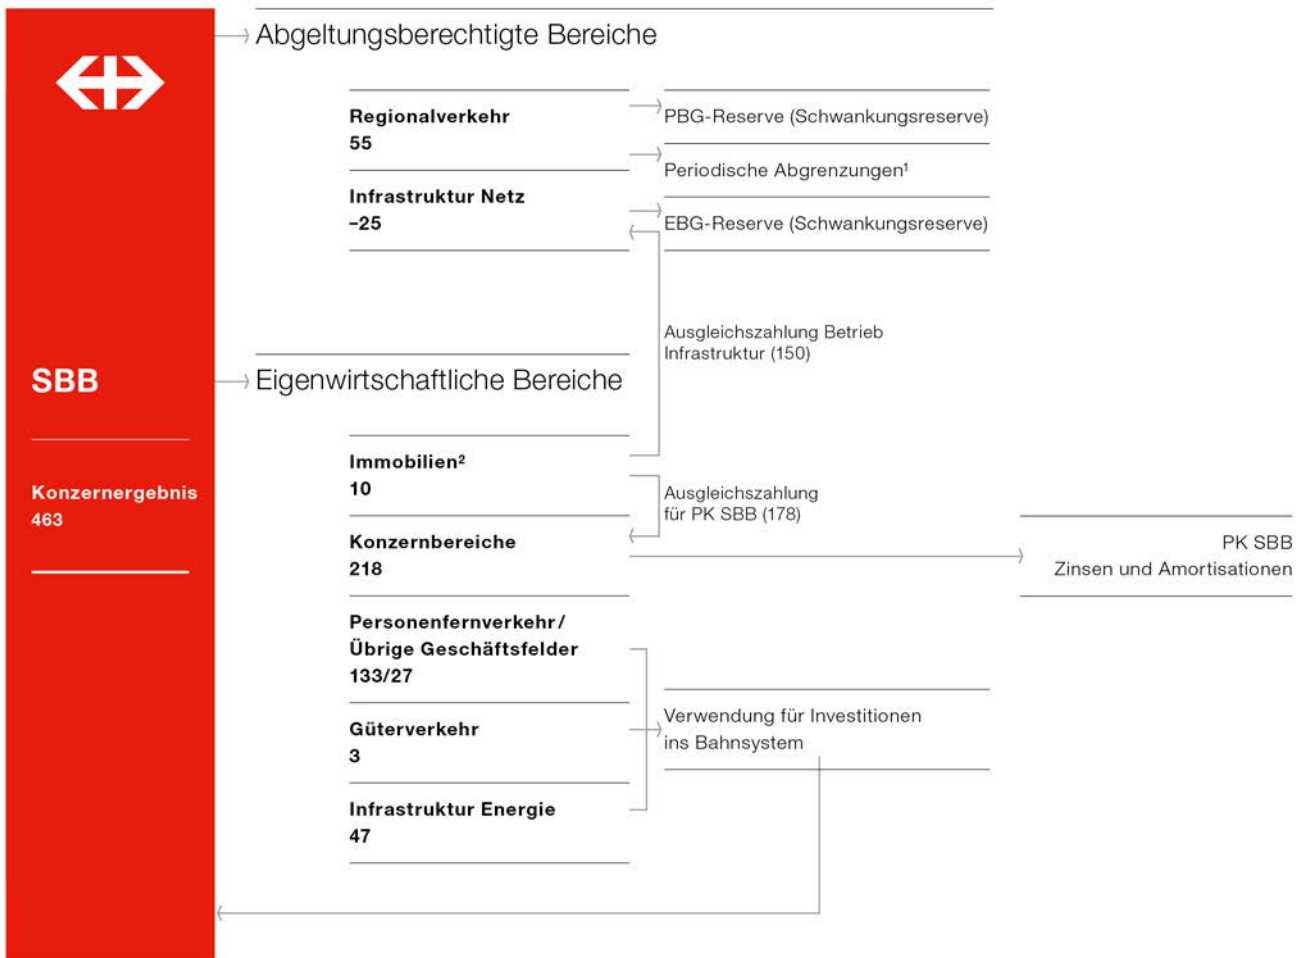 Abgeltungsberechtigte Bereiche
Regionalverkehr
55
PBG-Reserve (Schwankungsreserve)
Periodische Abgrenzungen¹
Infrastruktur Netz
–25
EBG-Reserve (Schwankungsreserve)
Ausgleichszahlung Betrieb
Infrastruktur (150)
SBB
Konzernergebnis
463
Eigenwirtschaftliche Bereiche
Immobilien²
10
Ausgleichszahlung
für PK SBB (178)
Konzernbereiche
218
PK SBB
Zinsen und Amortisationen
Personenfernverkehr/
Übrige Geschäftsfelder
133/27
Güterverkehr
3
Verwendung für Investitionen
ins Bahnsystem
Infrastruktur Energie
47